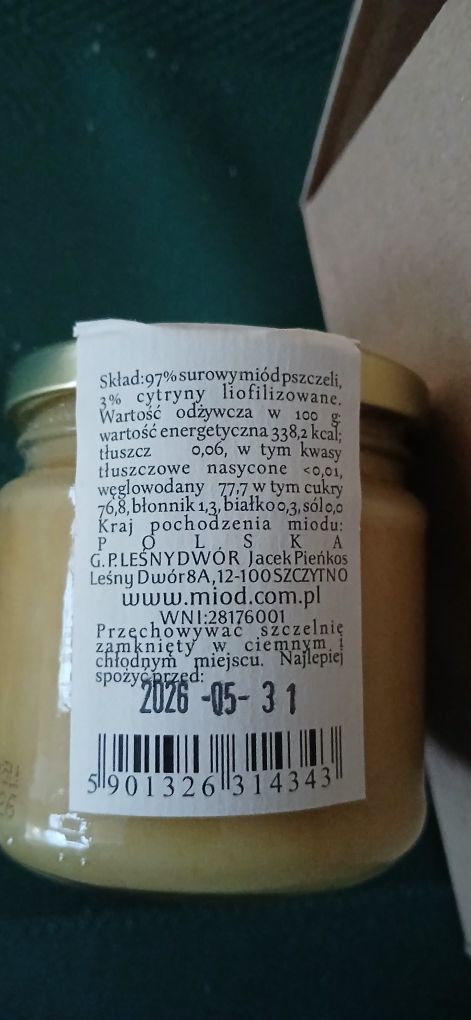 Skład:97%surowymiódpszczeli,
3% cytryny liofilizowane.
Wartość odżywcza w 100 g:
wartość energetyczna 338,2 kcal;
tłuszcz 0,06, w tym kwasy
tłuszczowe nasycone <0,01,
węglowodany 77,7 w tym cukry
76,8, błonnik 1,3, białko 0,3, sól 0,0
Kraj pochodzenia miodu:
P O L S K A
G.P.LEŚNY DWÓR Jacek Pieńkos
Leśny Dwór 8A, 12-100 SZCZYTNO
www.miod.com.pl
WNI:28176001
Przechowywać szczelnie
zamknięty w ciemnym i
chłodnym miejscu. Najlepiej
spożyć przed:
2026 -05- 31
5 901326 314343